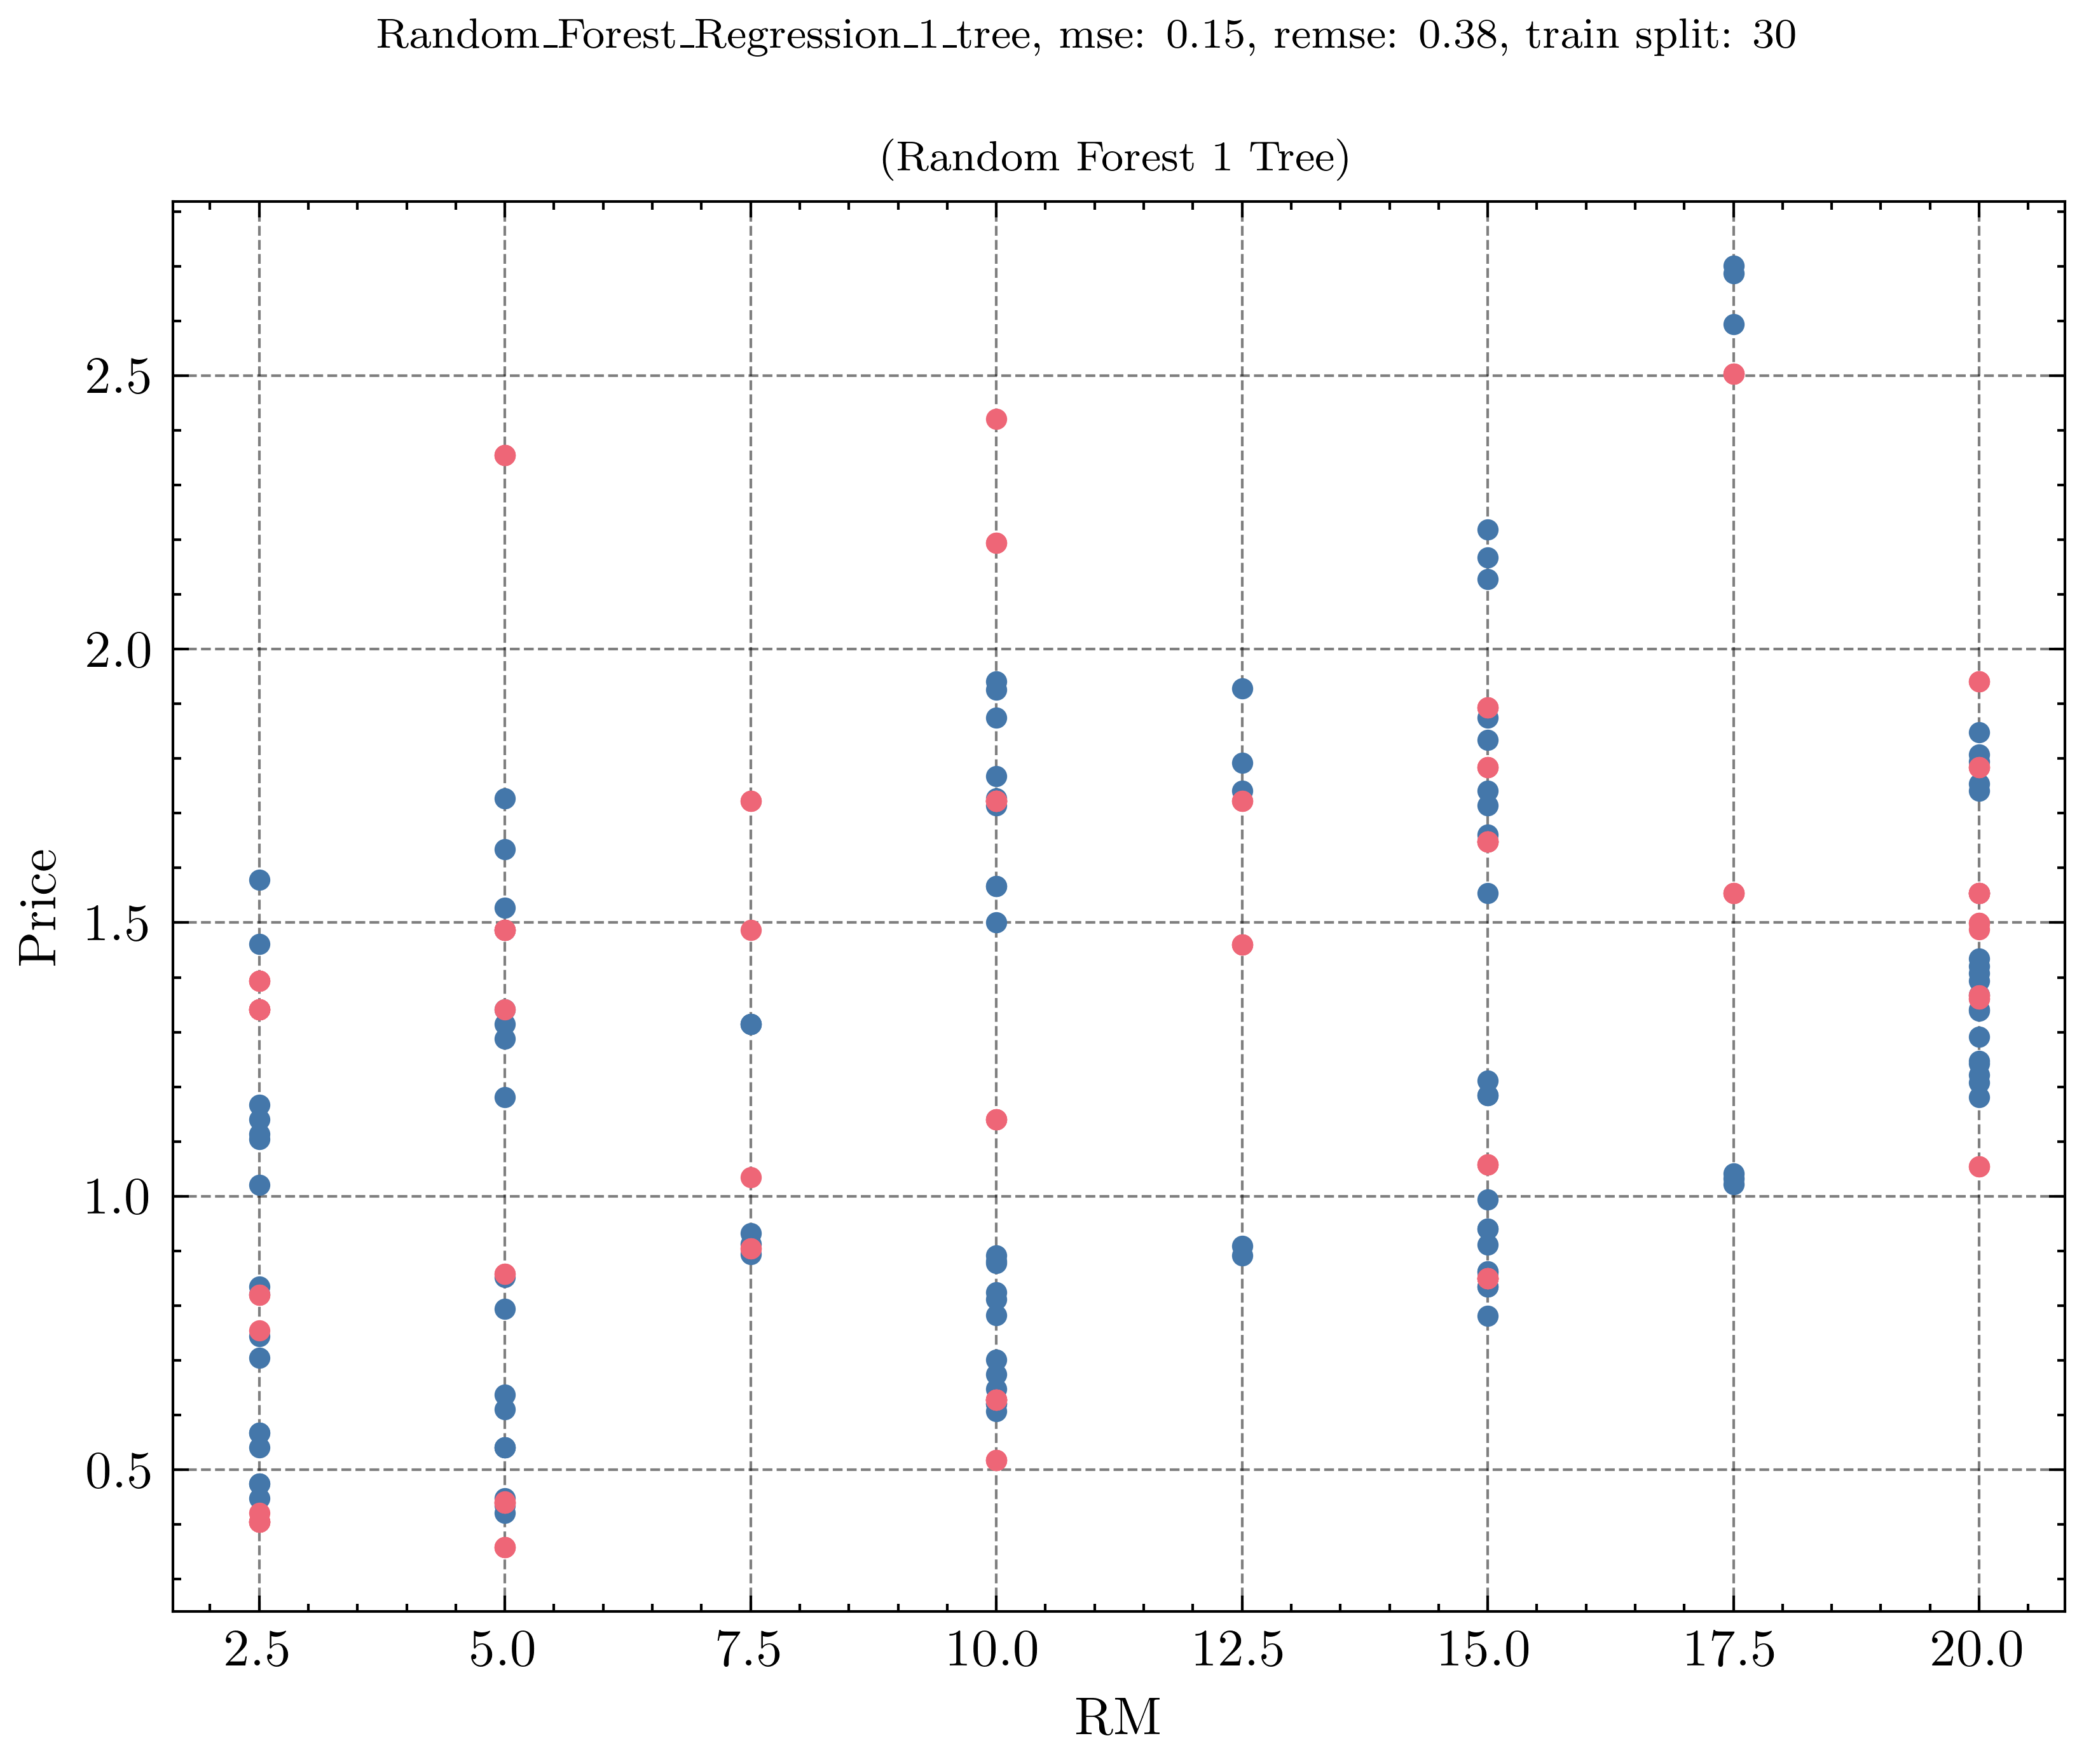 Random_Forest_Regression_1_tree, mse: 0.15, remse: 0.38, train split: 30
(Random Forest 1 Tree)
2.5
2.0
1.5
1.0
0.5
Price
2.5 5.0 7.5 10.0 12.5 15.0 17.5 20.0
RM